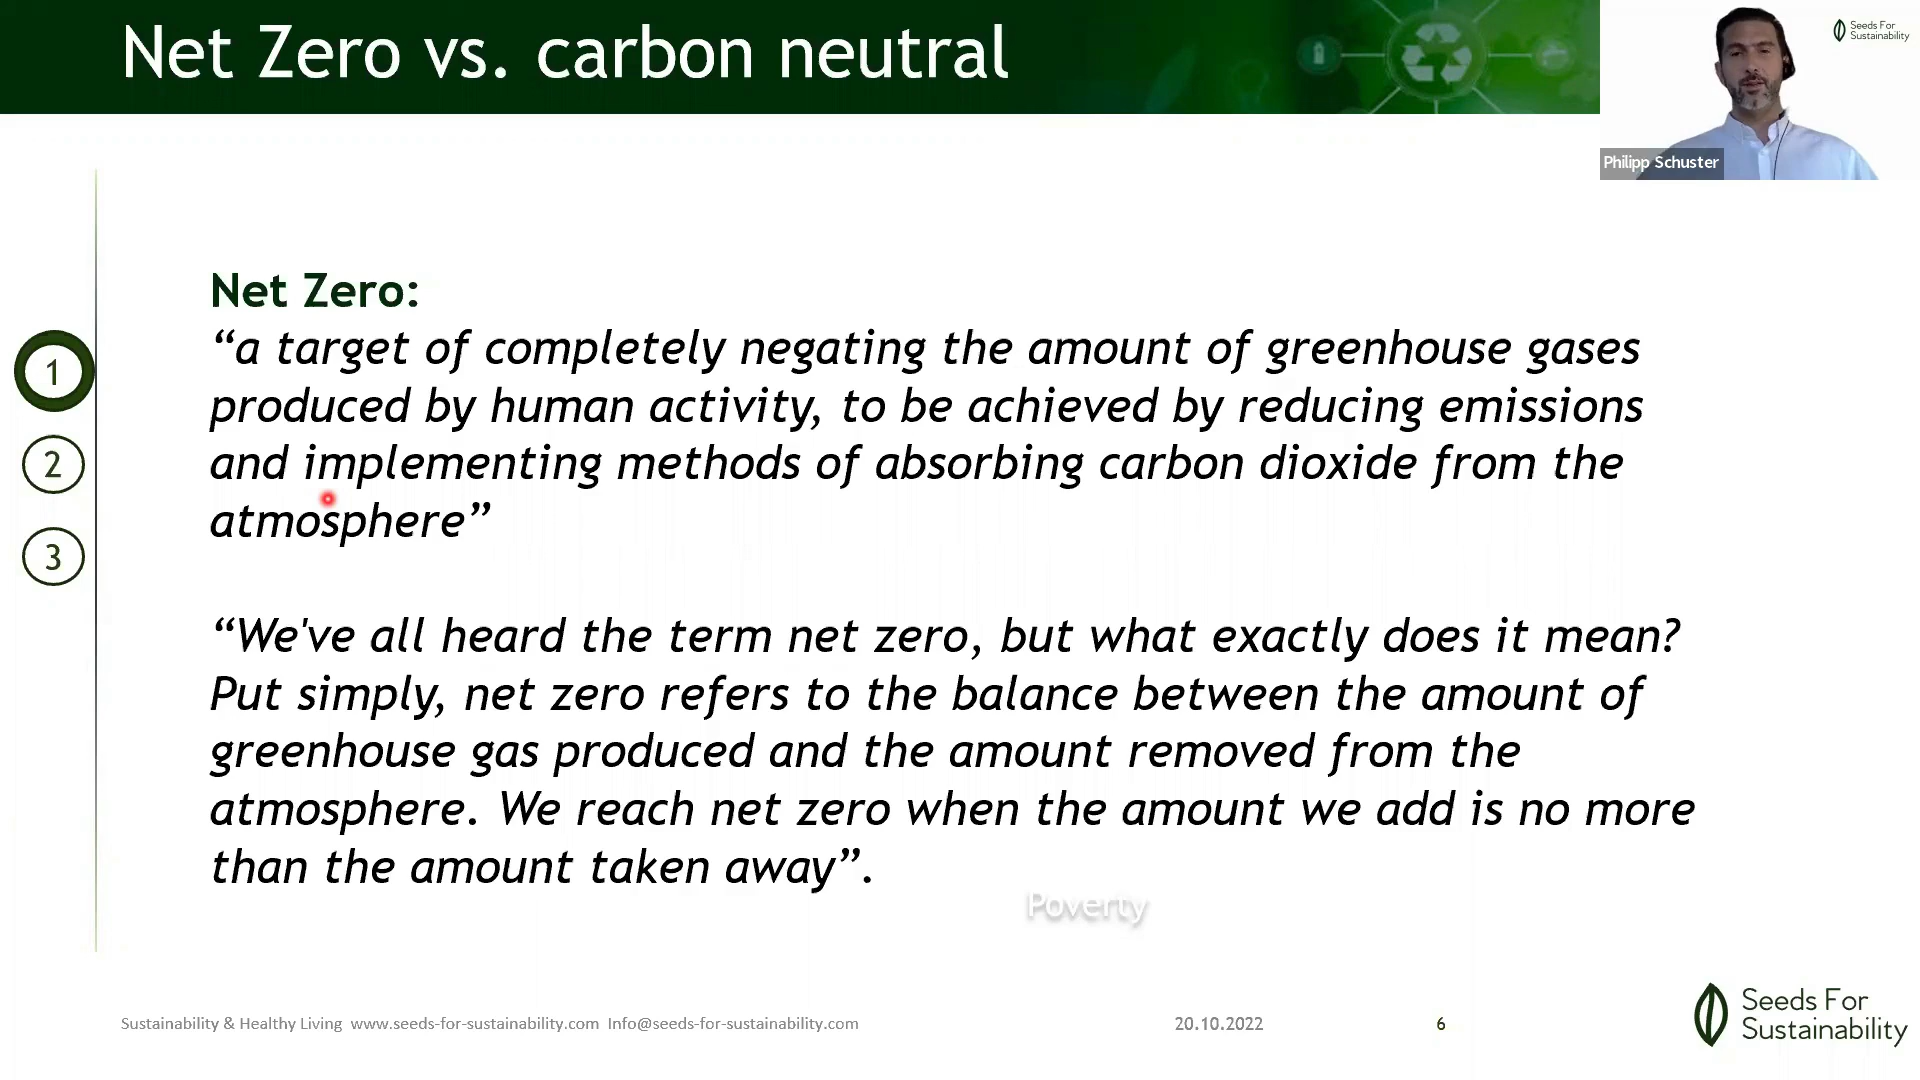 Net Zero vs. carbon neutral
Seeds For
Sustainability
Philipp Schuster
Net Zero:
“a target of completely negating the amount of greenhouse gases
produced by human activity, to be achieved by reducing emissions
and implementing methods of absorbing carbon dioxide from the
atmosphere”
1
2
3
“We've all heard the term net zero, but what exactly does it mean?
Put simply, net zero refers to the balance between the amount of
greenhouse gas produced and the amount removed from the
atmosphere. We reach net zero when the amount we add is no more
than the amount taken away”.
Poverty
Sustainability & Healthy Living www.seeds-for-sustainability.com Info@seeds-for-sustainability.com
20.10.2022
6
Seeds For
Sustainability